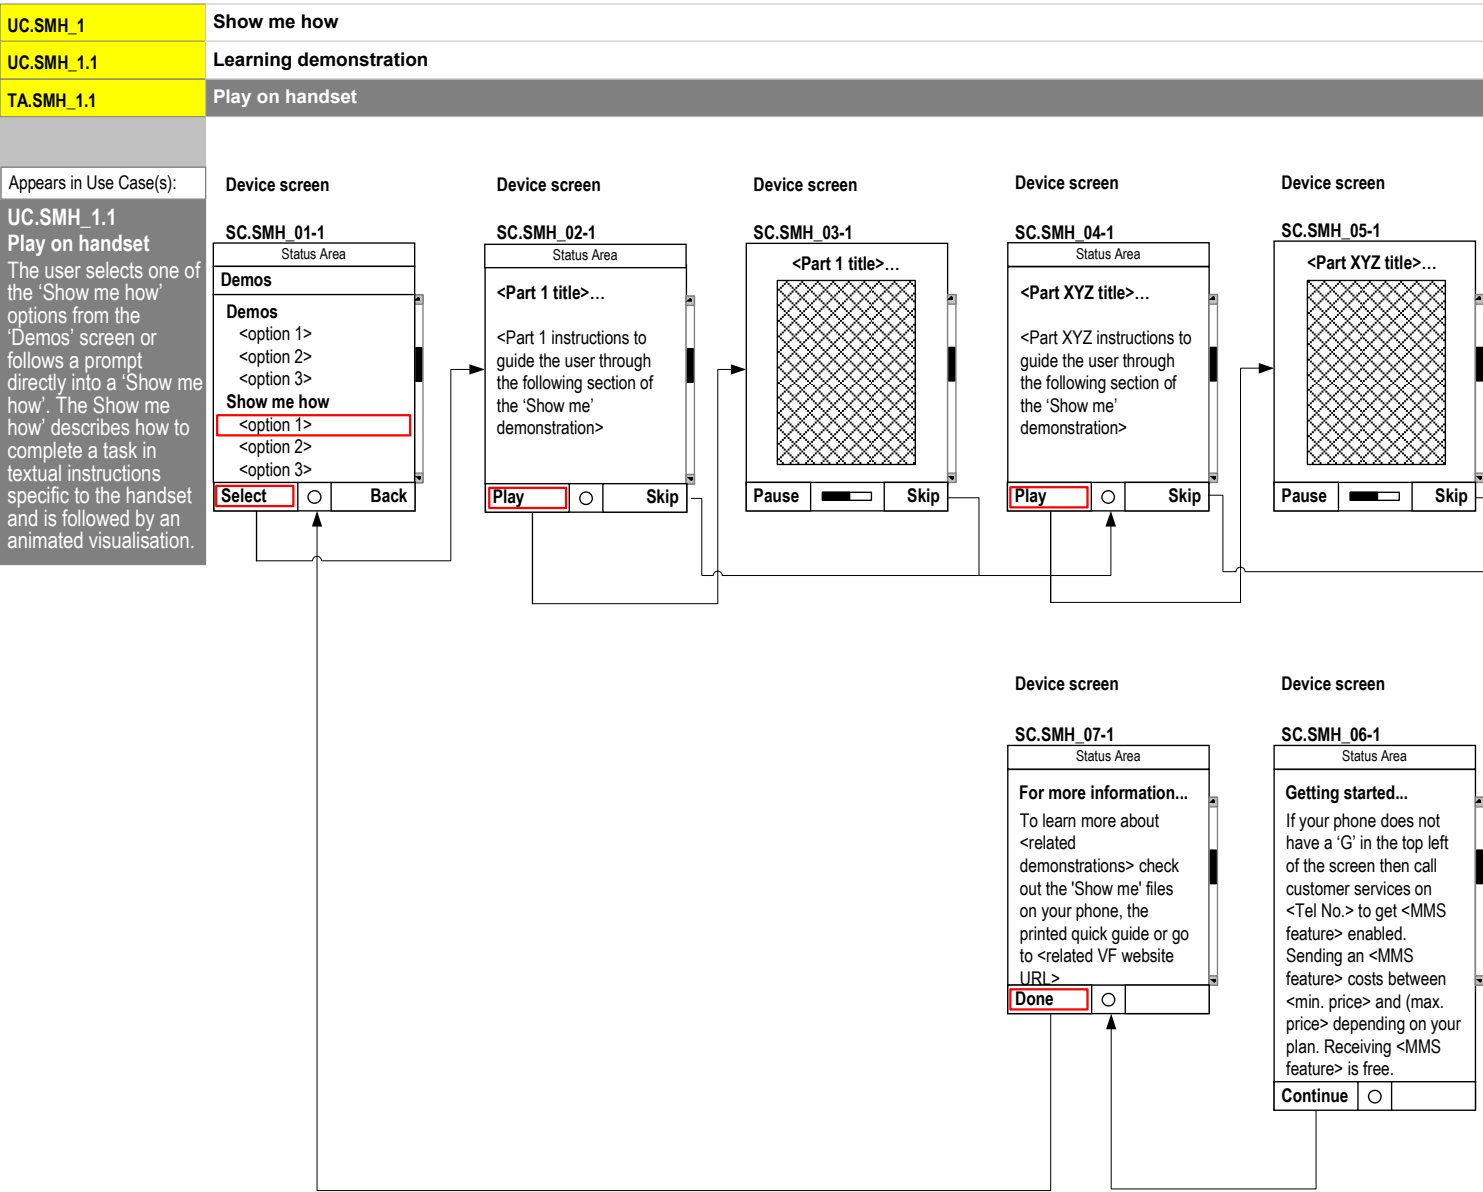 UC.SMH_1
Show me how
UC.SMH_1.1
Learning demonstration
TA.SMH_1.1
Play on handset
Appears in Use Case(s):
UC.SMH_1.1
Play on handset
The user selects one of
the ‘Show me how’
options from the
‘Demos’ screen or
follows a prompt
directly into a ‘Show me
how’. The Show me
how’ describes how to
complete a task in
textual instructions
specific to the handset
and is followed by an
animated visualisation.
Device screen
SC.SMH_01-1
Status Area
Demos
Demos
<option 1>
<option 2>
<option 3>
Show me how
<option 1>
<option 2>
<option 3>
Select
Back
Device screen
SC.SMH_02-1
Status Area
<Part 1 title>…
<Part 1 instructions to
guide the user through
the following section of
the ‘Show me’
demonstration>
Play
Skip
Device screen
SC.SMH_03-1
<Part 1 title>…
Pause
Skip
Device screen
SC.SMH_04-1
Status Area
<Part XYZ title>…
<Part XYZ instructions to
guide the user through
the following section of
the ‘Show me’
demonstration>
Play
Skip
Device screen
SC.SMH_05-1
<Part XYZ title>…
Pause
Skip
Device screen
SC.SMH_07-1
Status Area
For more information...
To learn more about
<related
demonstrations> check
out the 'Show me' files
on your phone, the
printed quick guide or go
to <related VF website
URL>
Done
Device screen
SC.SMH_06-1
Status Area
Getting started...
If your phone does not
have a ‘G’ in the top left
of the screen then call
customer services on
<Tel No.> to get <MMS
feature> enabled.
Sending an <MMS
feature> costs between
<min. price> and (max.
price> depending on your
plan. Receiving <MMS
feature> is free.
Continue